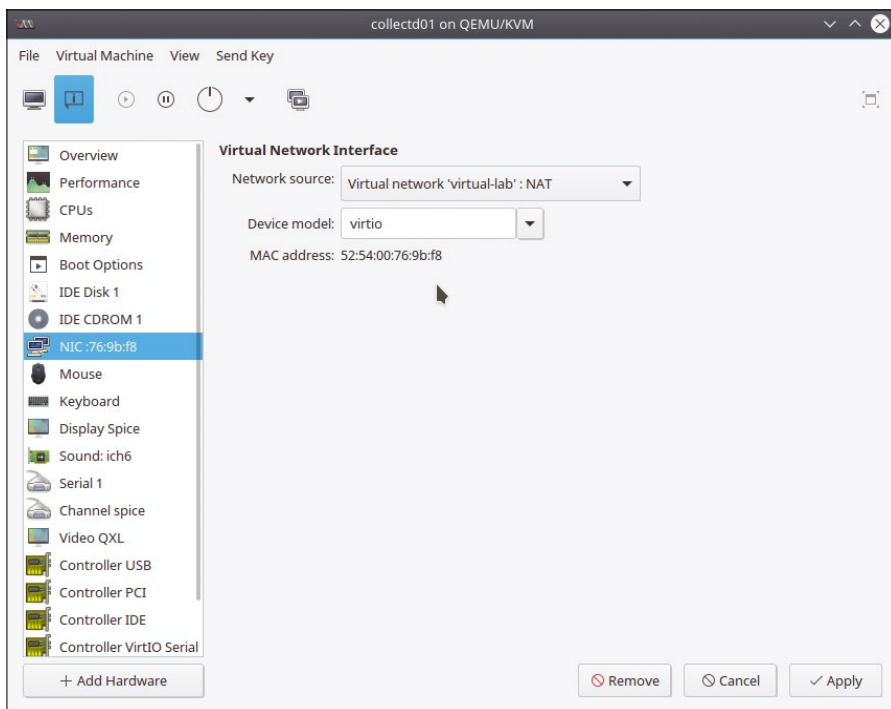 collectd01 on QEMU/KVM
File Virtual Machine View Send Key
Overview
Performance
CPUs
Memory
Boot Options
IDE Disk 1
IDE CDROM 1
NIC :76:9b:f8
Mouse
Keyboard
Display Spice
Sound: ich6
Serial 1
Channel spice
Video QXL
Controller USB
Controller PCI
Controller IDE
Controller VirtIO Serial
+ Add Hardware
Virtual Network Interface
Network source: Virtual network 'virtual-lab' : NAT
Device model: virtio
MAC address: 52:54:00:76:9b:f8
Remove Cancel Apply